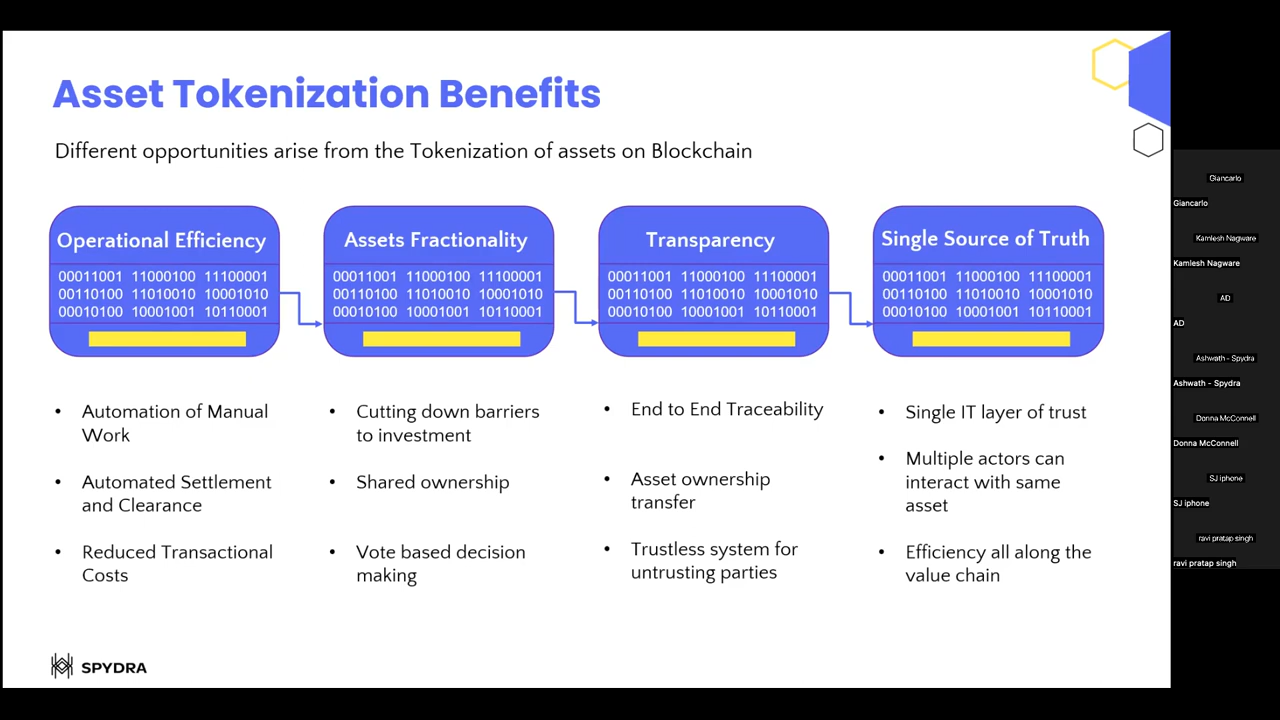 Asset Tokenization Benefits
Different opportunities arise from the Tokenization of assets on Blockchain
Operational Efficiency
00011001 11000100 11100001
00110100 11010010 10001010
00010100 10001001 10110001
Assets Fractionality
00011001 11000100 11100001
00110100 11010010 10001010
00010100 10001001 10110001
Transparency
00011001 11000100 11100001
00110100 11010010 10001010
00010100 10001001 10110001
Single Source of Truth
00011001 11000100 11100001
00110100 11010010 10001010
00010100 10001001 10110001
• Automation of Manual
Work
• Automated Settlement
and Clearance
• Reduced Transactional
Costs
• Cutting down barriers
to investment
• Shared ownership
• Vote based decision
making
• End to End Traceability
• Asset ownership
transfer
• Trustless system for
untrusting parties
• Single IT layer of trust
• Multiple actors can
interact with same
asset
• Efficiency all along the
value chain
SPYDRA
Giancarlo
Giancarlo
Kamlesh Nagware
Kamlesh Nagware
AD
AD
Ashwath - Spydra
Ashwath - Spydra
Donna McConnell
Donna McConnell
SJ iphone
SJ iphone
ravi pratap singh
ravi pratap singh